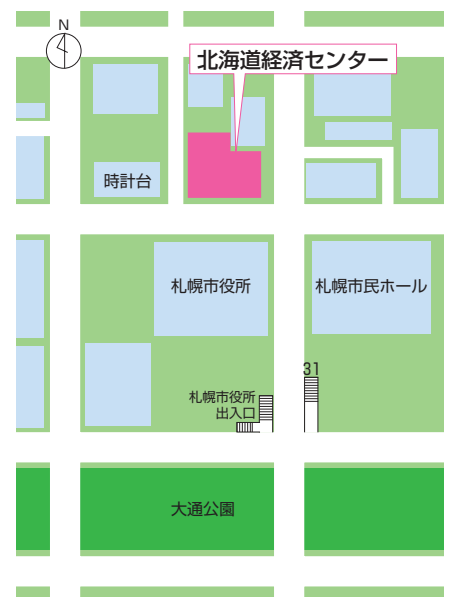 N
北海道経済センター
時計台
札幌市役所
札幌市民ホール
31
札幌市役所
出入口
大通公園